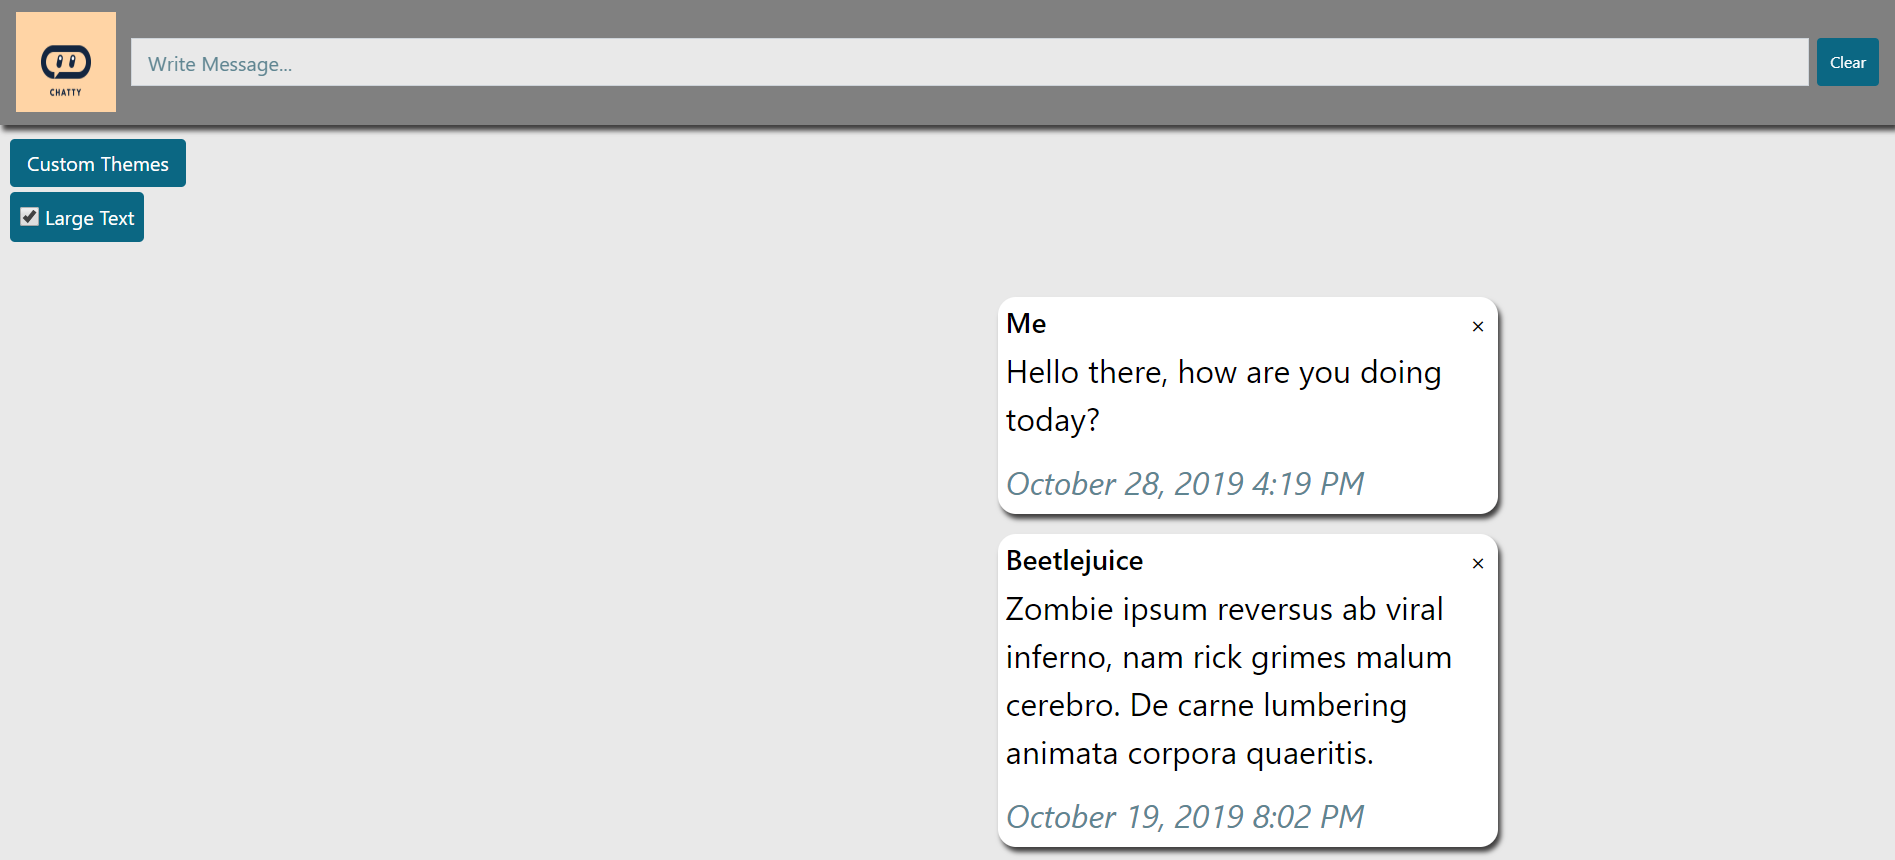 CHATTY
Write Message...
Clear
Custom Themes
Large Text
Me
×
Hello there, how are you doing
today?
October 28, 2019 4:19 PM
Beetlejuice
×
Zombie ipsum reversus ab viral
inferno, nam rick grimes malum
cerebro. De carne lumbering
animata corpora quaeritis.
October 19, 2019 8:02 PM